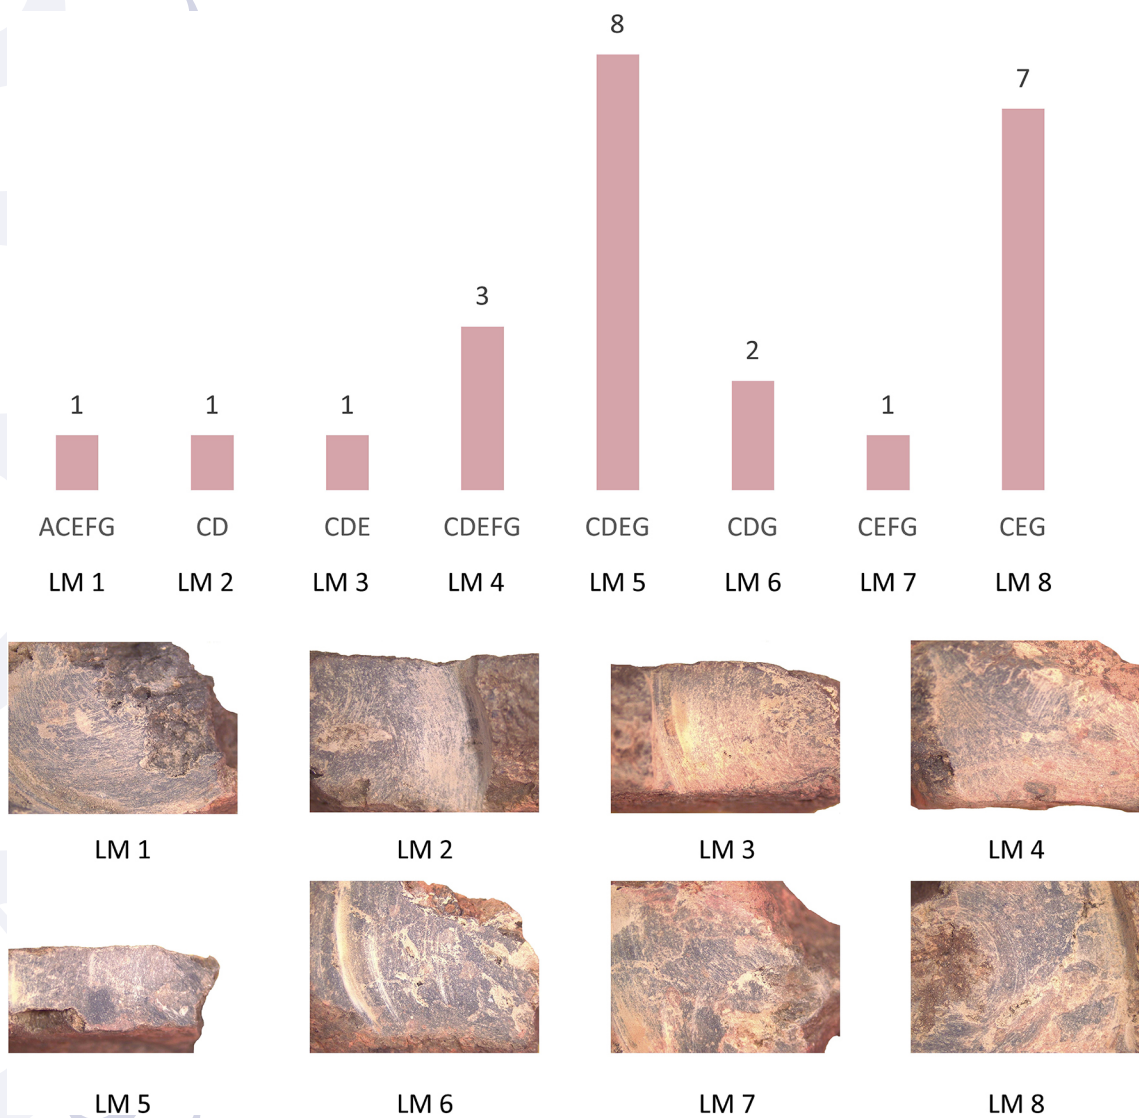 8
7
3
2
1 1 1 1
ACEFG CD CDE CDEFG CDEG CDG CEFG CEG
LM 1 LM 2 LM 3 LM 4 LM 5 LM 6 LM 7 LM 8
LM 1 LM 2 LM 3 LM 4
LM 5 LM 6 LM 7 LM 8